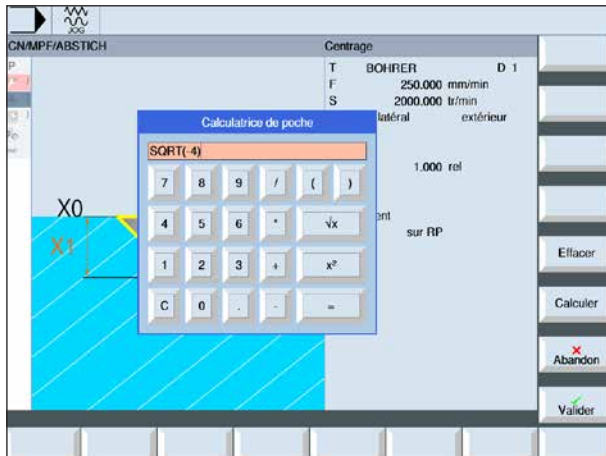 JOG
CN/MPF/ABSTICH
Centrage
P
T BOHRER D 1
F 250.000 mm/min
S 2000.000 tr/min
latéral extérieur
Calculatrice de poche
SQRT(-4)
7 8 9 / ( )
1.000 rel
4 5 6 * √x
X0
ent
sur RP
X1
1 2 3 + x²
Effacer
C 0 . - =
Calculer
Abandon
Valider